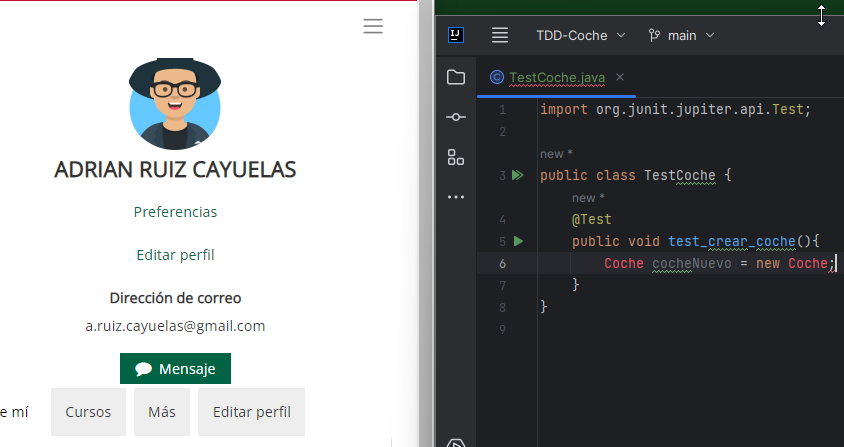 ADRIAN RUIZ CAYUELAS
Preferencias
Editar perfil
Dirección de correo
a.ruiz.cayuelas@gmail.com
Mensaje
e mí
Cursos
Más
Editar perfil
IJ
TDD-Coche
main
TestCoche.java
1 import org.junit.jupiter.api.Test;
2
new *
3 public class TestCoche {
new *
4 @Test
5 public void test_crear_coche(){
6 Coche cocheNuevo = new Coche;
7 }
8 }
9